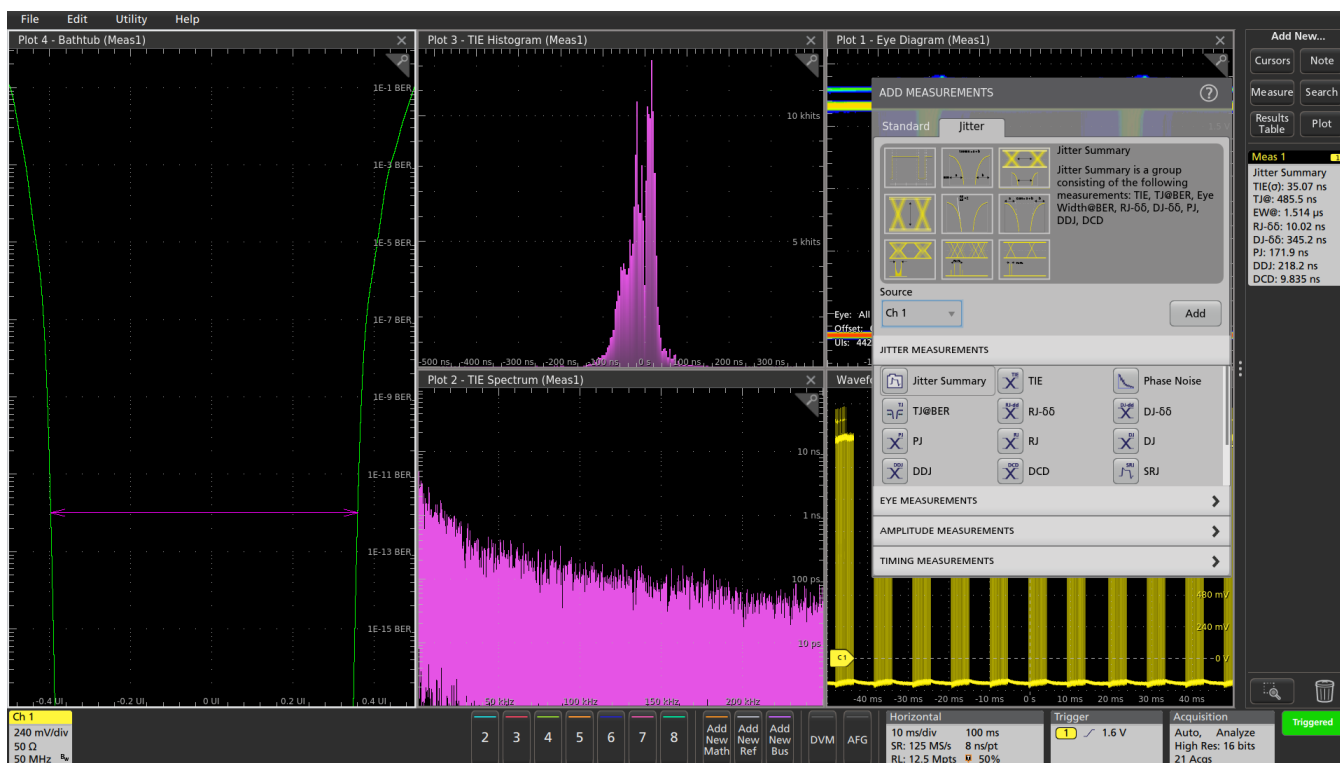 File Edit Utility Help
Plot 4 - Bathtub (Meas1)
1E-1 BER
1E-3 BER
1E-5 BER
1E-7 BER
1E-9 BER
1E-11 BER
1E-13 BER
1E-15 BER
-0.4 UI -0.2 UI 0.0 UI 0.2 UI 0.4 UI
Plot 3 - TIE Histogram (Meas1)
10 khits
5 khits
-500 ns -400 ns -300 ns -200 ns -100 ns 0 s 100 ns 200 ns 300 ns
Plot 2 - TIE Spectrum (Meas1)
10 ns
1 ns
100 ps
10 ps
50 kHz 100 kHz 150 kHz 200 kHz
Plot 1 - Eye Diagram (Meas1)
Eye: All
Offset:
UIs: 442
ADD MEASUREMENTS
Standard Jitter
Jitter Summary
Jitter Summary is a group
consisting of the following
measurements: TIE, TJ@BER, Eye
Width@BER, RJ-δδ, DJ-δδ, PJ,
DDJ, DCD
Source
Ch 1
Add
JITTER MEASUREMENTS
Jitter Summary TIE Phase Noise
TJ@BER RJ-δδ DJ-δδ
PJ RJ DJ
DDJ DCD SRJ
EYE MEASUREMENTS
AMPLITUDE MEASUREMENTS
TIMING MEASUREMENTS
480 mV
240 mV
0 V
C1
-40 ms -30 ms -20 ms -10 ms 0 s 10 ms 20 ms 30 ms 40 ms
Add New...
Cursors Note
Measure Search
Results
Table
Plot
Meas 1 1
Jitter Summary
TIE(σ): 35.07 ns
TJ@: 485.5 ns
EW@: 1.514 µs
RJ-δδ: 10.02 ns
DJ-δδ: 345.2 ns
PJ: 171.9 ns
DDJ: 218.2 ns
DCD: 9.835 ns
Ch 1
240 mV/div
50 Ω
50 MHz Bw
2 3 4 5 6 7 8
Add
New
Math
Add
New
Ref
Add
New
Bus
DVM AFG
Horizontal
10 ms/div 100 ms
SR: 125 MS/s 8 ns/pt
RL: 12.5 Mpts 50%
Trigger
1 1.6 V
Acquisition
Auto, Analyze
High Res: 16 bits
21 Acqs
Triggered